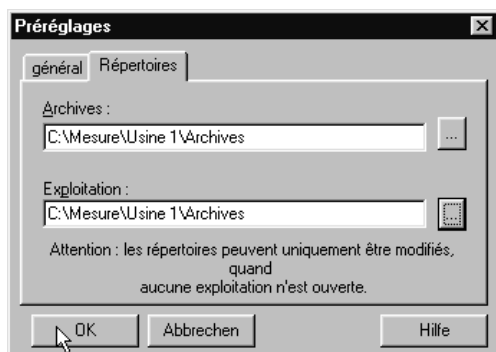 Préréglages
général Répertoires
Archives :
C:\Mesure\Usine 1\Archives
...
Exploitation :
C:\Mesure\Usine 1\Archives
...
Attention : les répertoires peuvent uniquement être modifiés,
quand
aucune exploitation n'est ouverte.
OK Abbrechen Hilfe